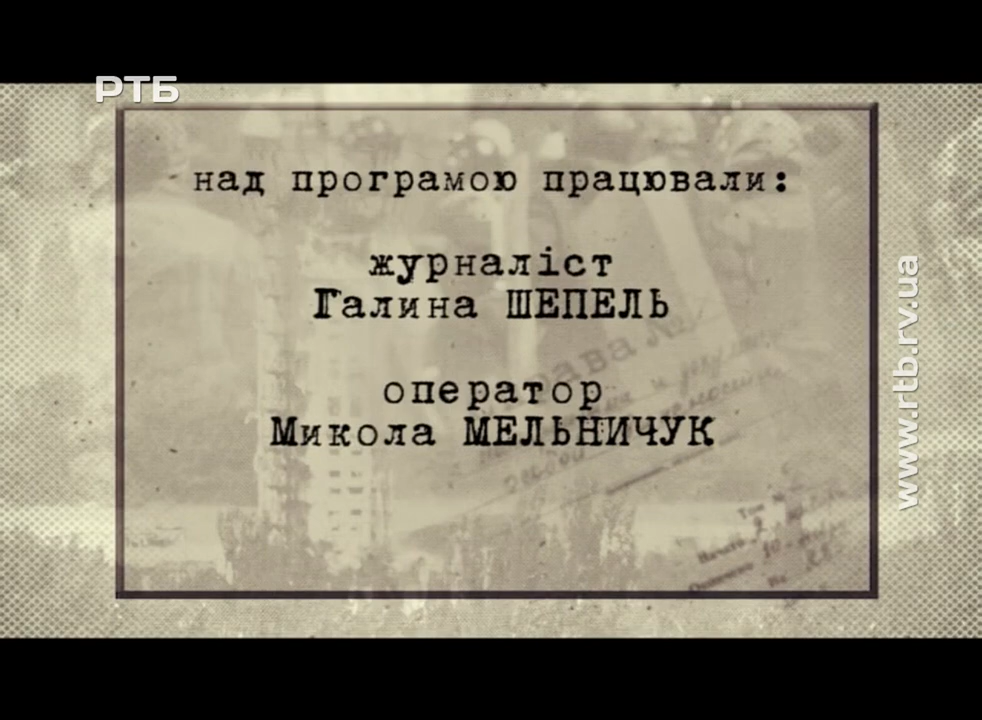 РТБ
над програмою працювали:
журналіст
Галина ШЕПЕЛЬ
оператор
Микола МЕЛЬНИЧУК
www.rtb.rv.ua